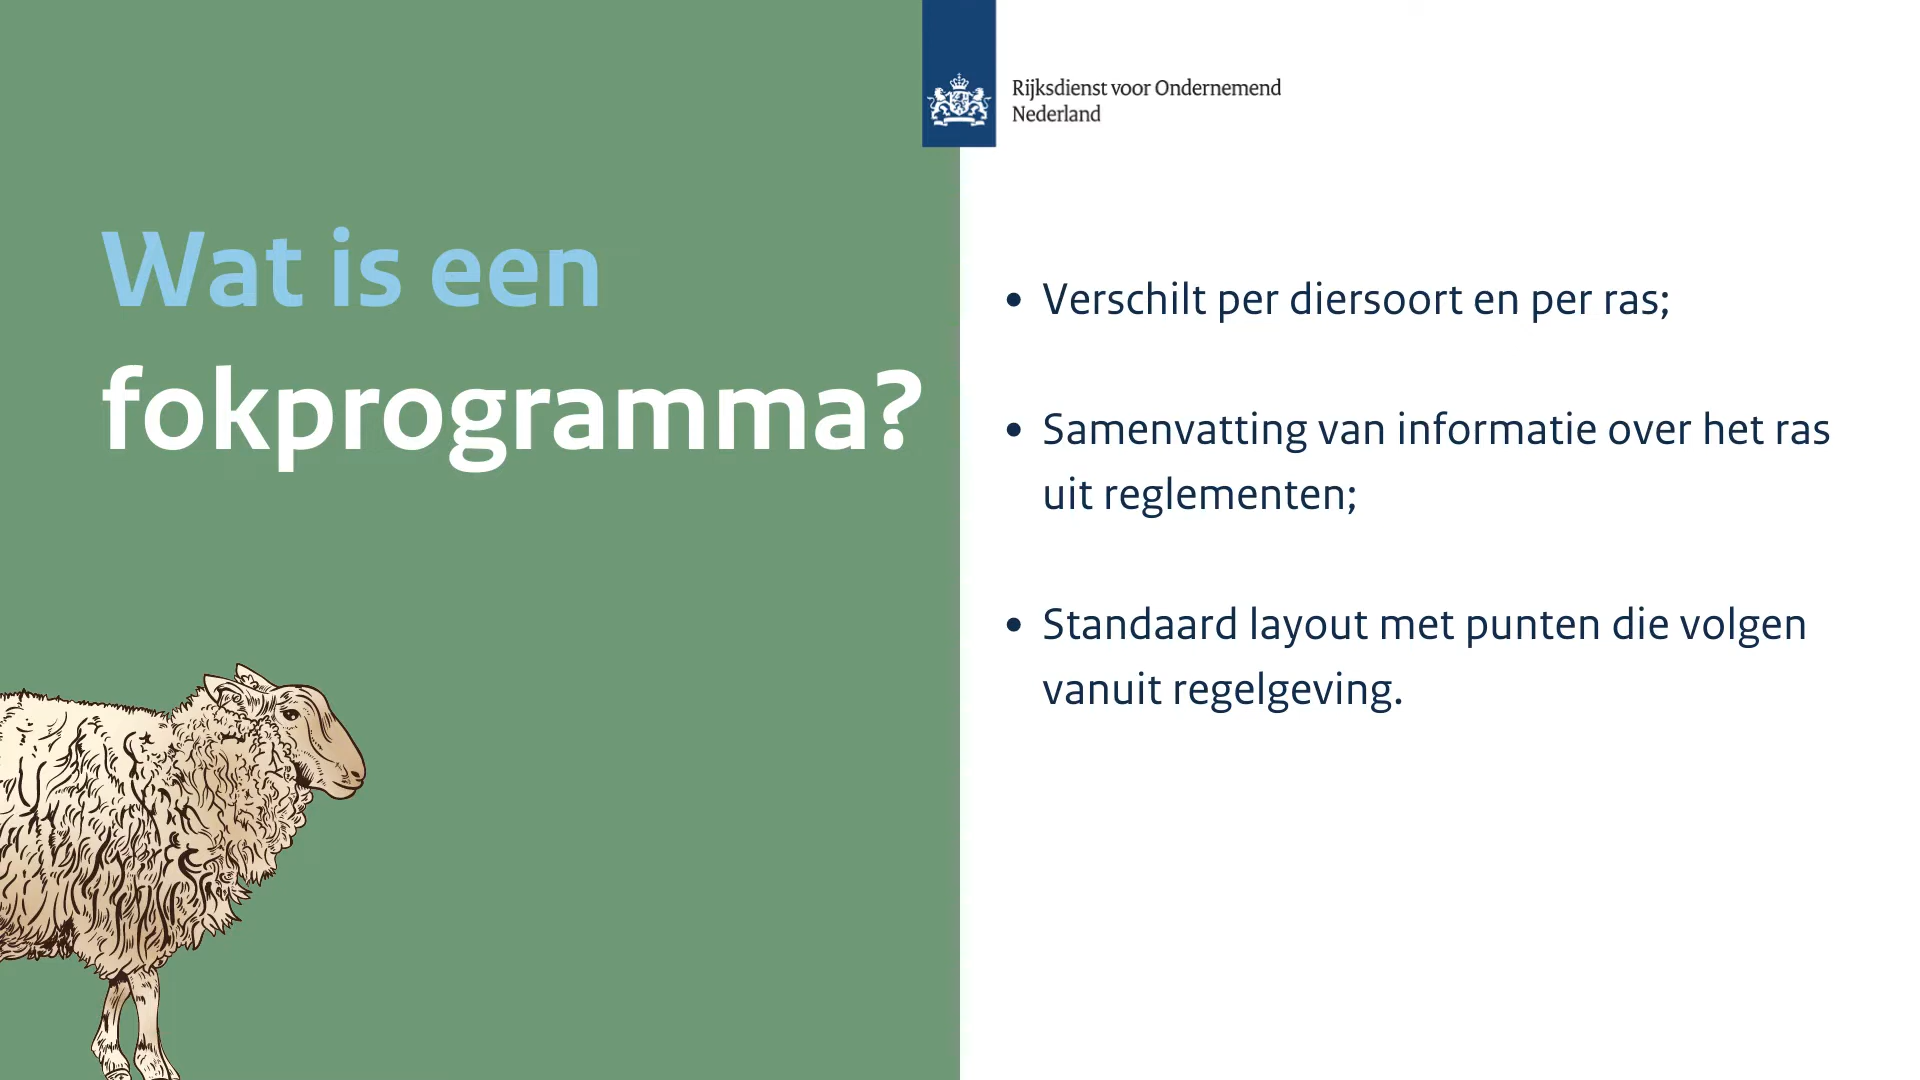 Rijksdienst voor Ondernemend
Nederland
Wat is een
fokprogramma?
• Verschilt per diersoort en per ras;
• Samenvatting van informatie over het ras
uit reglementen;
• Standaard layout met punten die volgen
vanuit regelgeving.